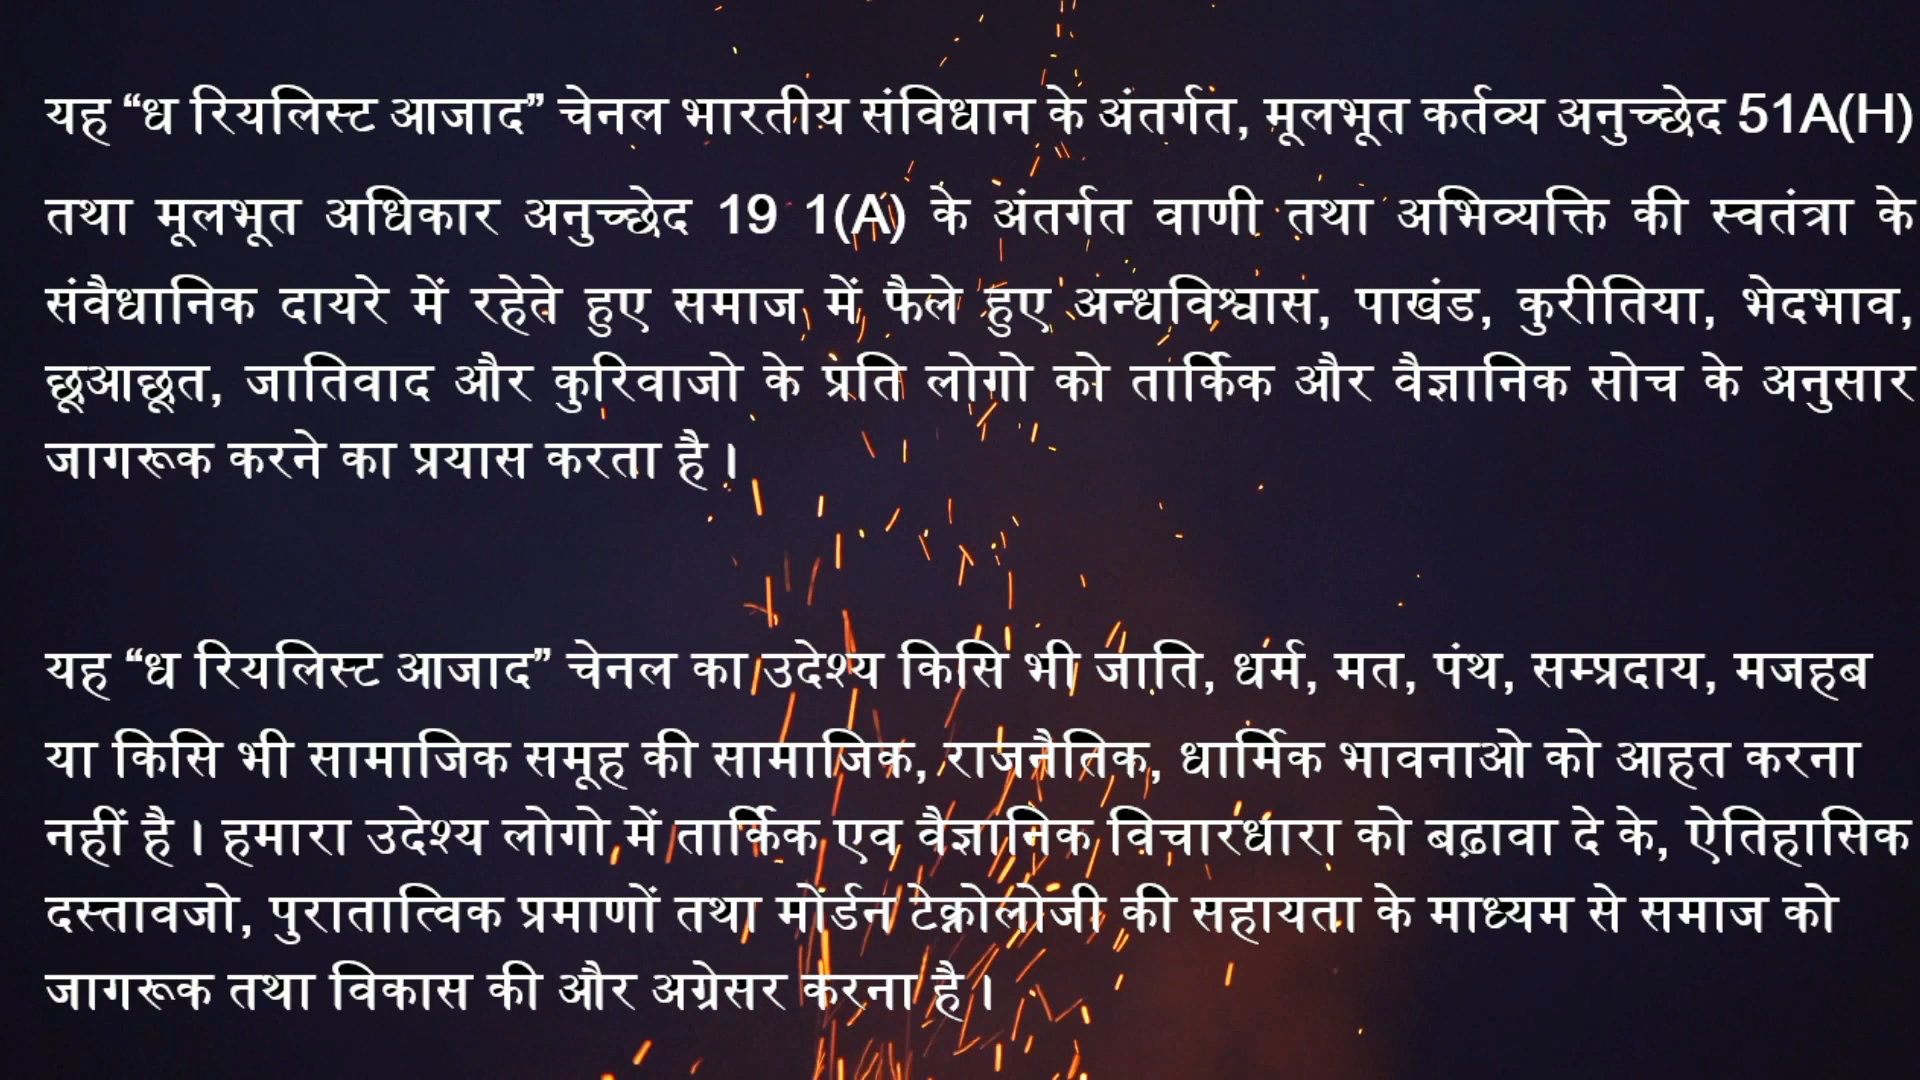 यह “ध रियलिस्ट आजाद” चेनल भारतीय संविधान के अंतर्गत, मूलभूत कर्तव्य अनुच्छेद 51A(H)
तथा मूलभूत अधिकार अनुच्छेद 19 1(A) के अंतर्गत वाणी तथा अभिव्यक्ति की स्वतंत्रा के
संवैधानिक दायरे में रहेते हुए समाज में फैले हुए अन्धविश्वास, पाखंड, कुरीतिया, भेदभाव,
छूआछूत, जातिवाद और कुरिवाजो के प्रति लोगो को तार्किक और वैज्ञानिक सोच के अनुसार
जागरूक करने का प्रयास करता है ।
यह “ध रियलिस्ट आजाद” चेनल का उदेश्य किसि भी जाति, धर्म, मत, पंथ, सम्प्रदाय, मजहब
या किसि भी सामाजिक समूह की सामाजिक, राजनैतिक, धार्मिक भावनाओ को आहत करना
नहीं है । हमारा उदेश्य लोगो में तार्किक एव वैज्ञानिक विचारधारा को बढ़ावा दे के, ऐतिहासिक
दस्तावजो, पुरातात्विक प्रमाणों तथा मोर्डन टेक्नोलोजी की सहायता के माध्यम से समाज को
जागरूक तथा विकास की और अग्रेसर करना है ।